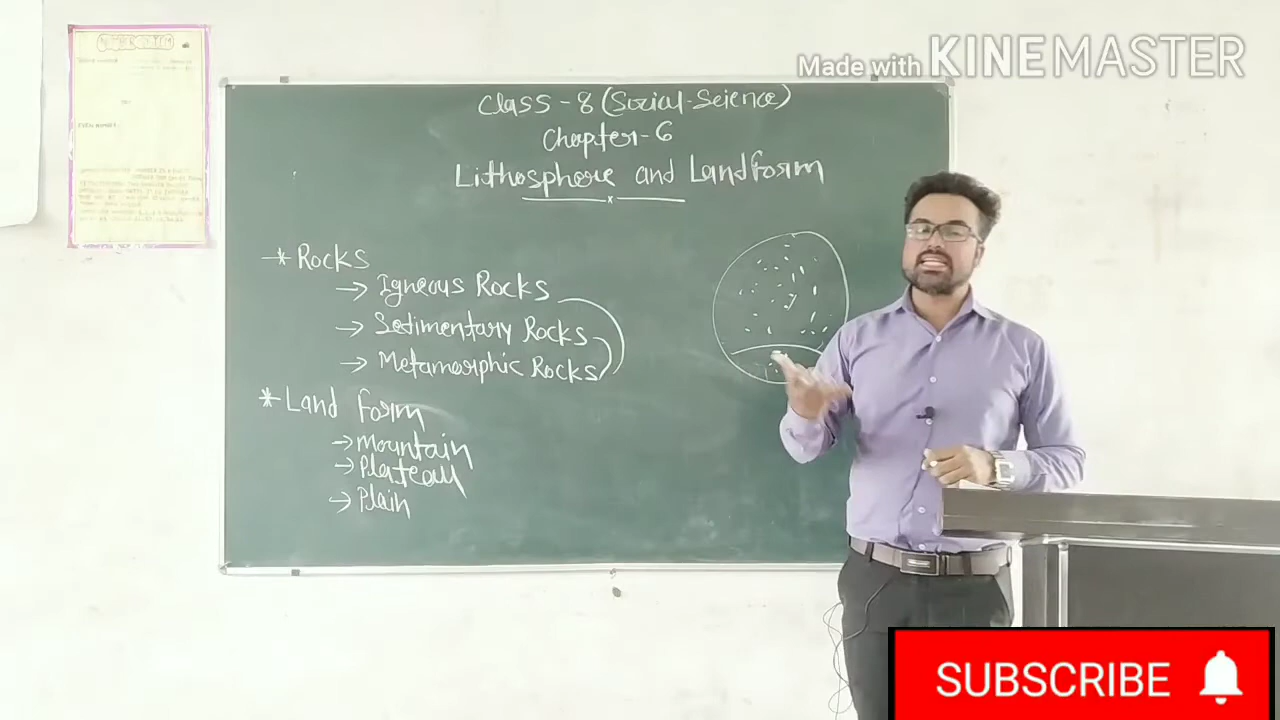 Made with KINEMASTER
Class - 8 (Social-Science)
Chapter - 6
Lithosphere and Landform
* Rocks
→ Igneous Rocks
→ Sedimentary Rocks
→ Metamorphic Rocks
* Land form
→ Mountain
→ Plateau
→ Plain
SUBSCRIBE